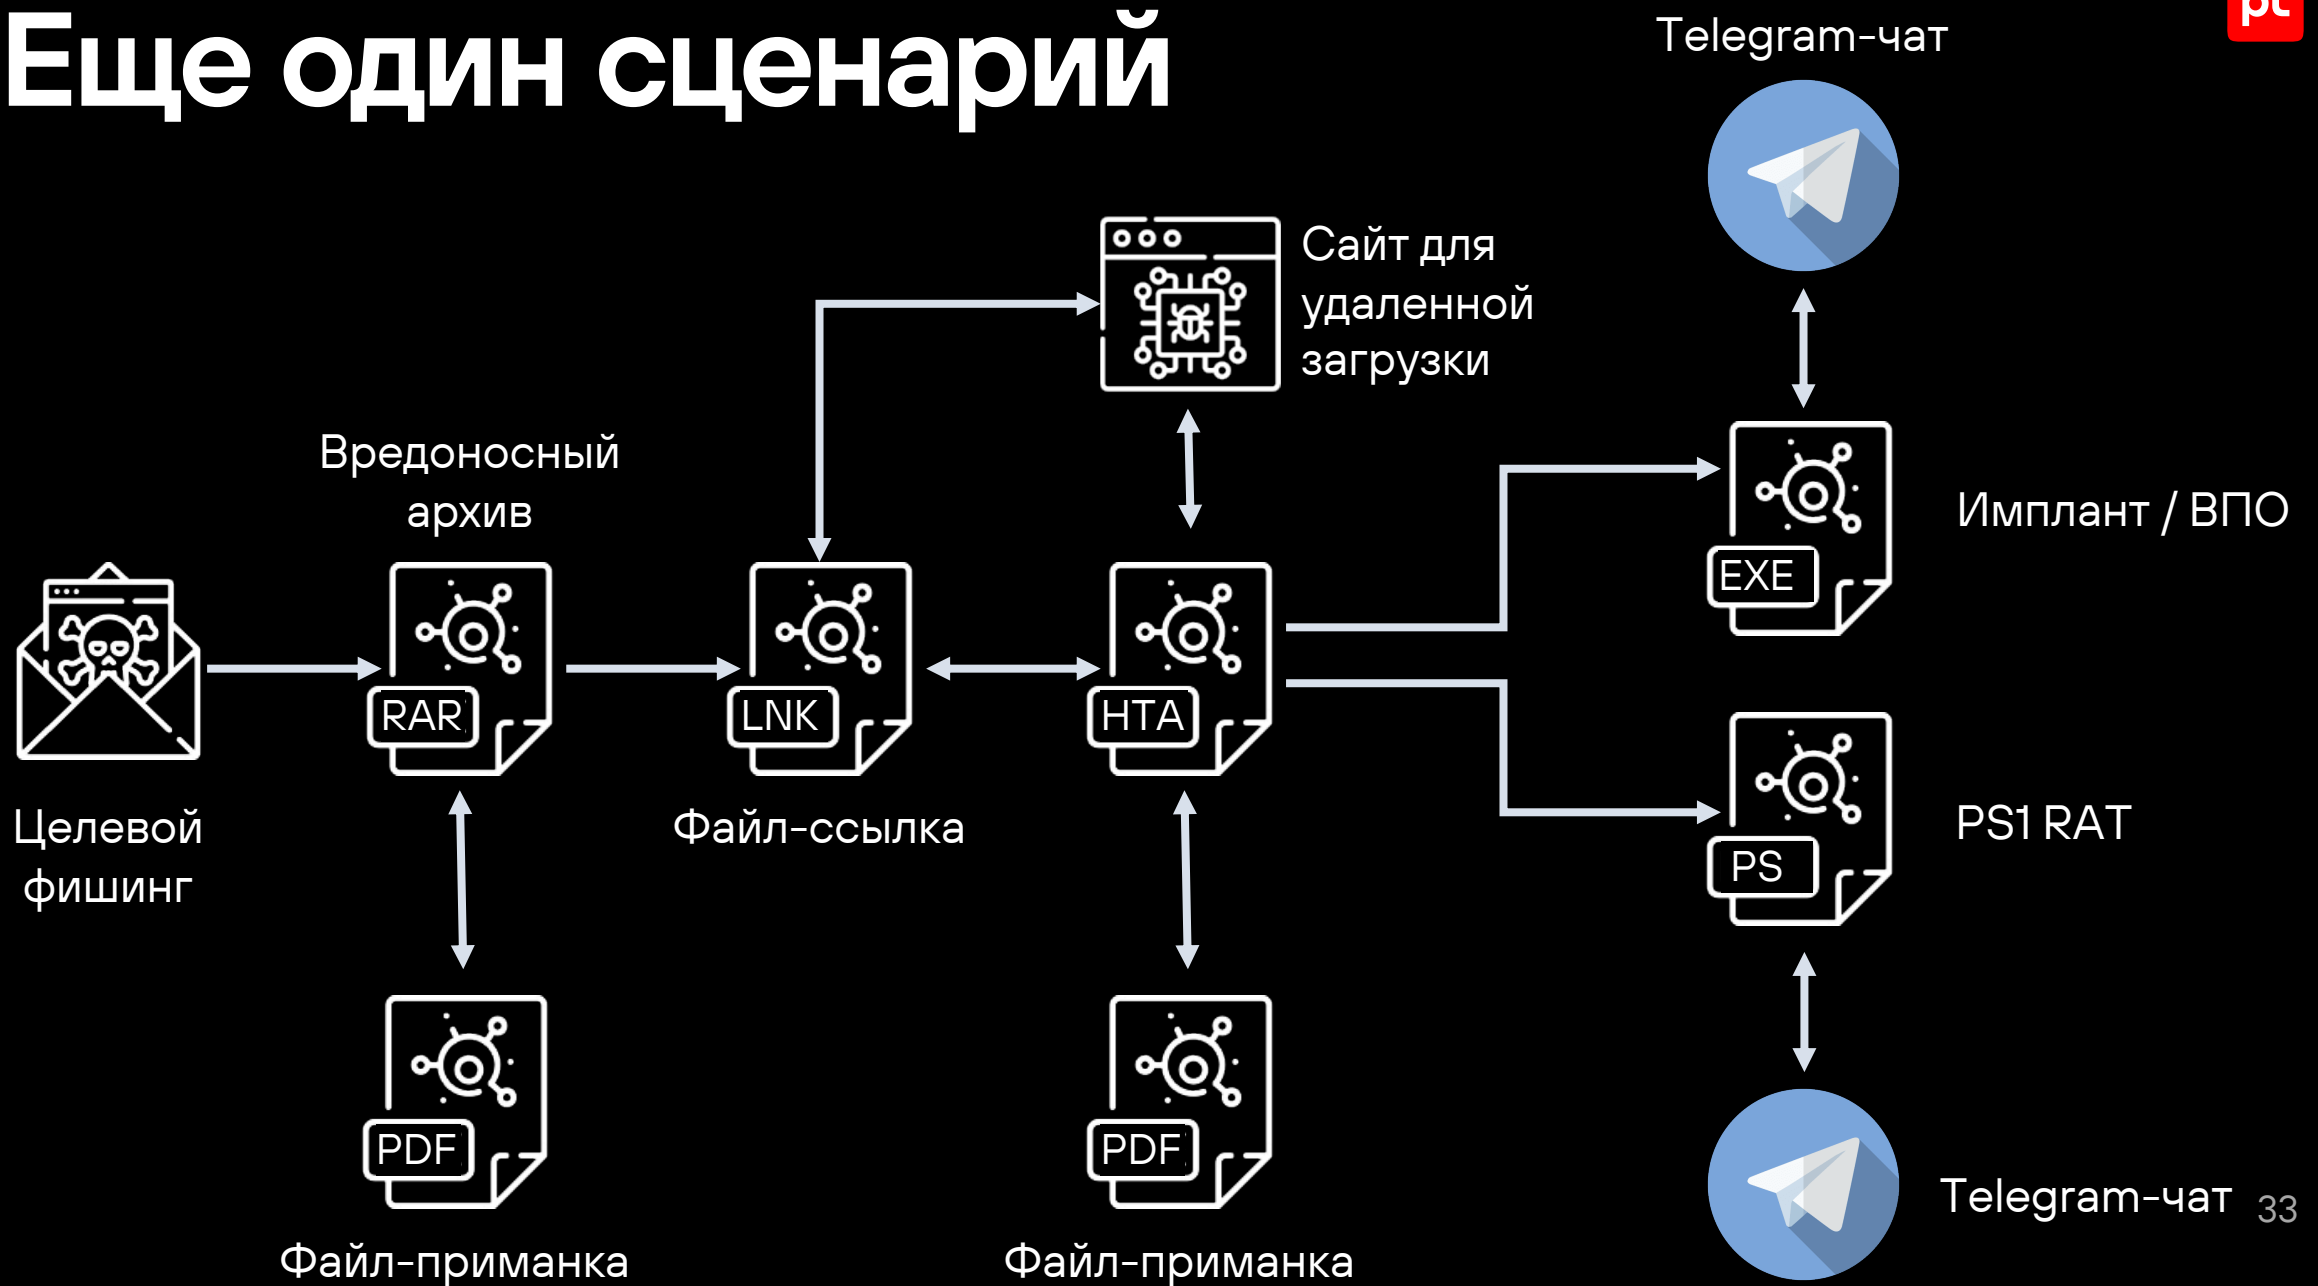 Еще один сценарий
pt
Telegram-чат
Сайт для
удаленной
загрузки
Вредоносный
архив
EXE
Имплант / ВПО
RAR
LNK
HTA
Целевой
фишинг
Файл-ссылка
PS
PS1 RAT
PDF
PDF
Файл-приманка
Файл-приманка
Telegram-чат
33